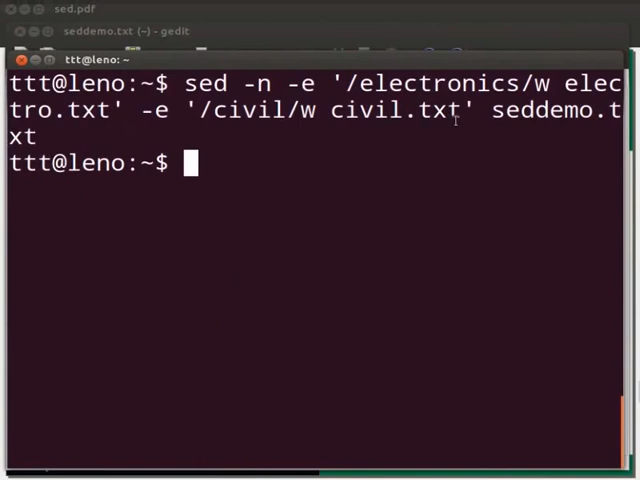 sed.pdf
seddemo.txt (~) - gedit
ttt@leno: ~
ttt@leno:~$ sed -n -e '/electronics/w elec
tro.txt' -e '/civil/w civil.txt' seddemo.t
xt
ttt@leno:~$